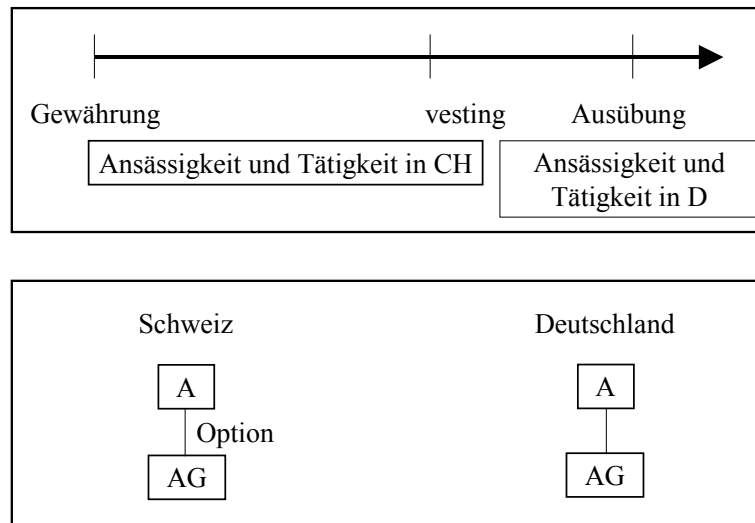 Gewährung vesting Ausübung
Ansässigkeit und Tätigkeit in CH
Ansässigkeit und
Tätigkeit in D
Schweiz Deutschland
A A
Option
AG AG